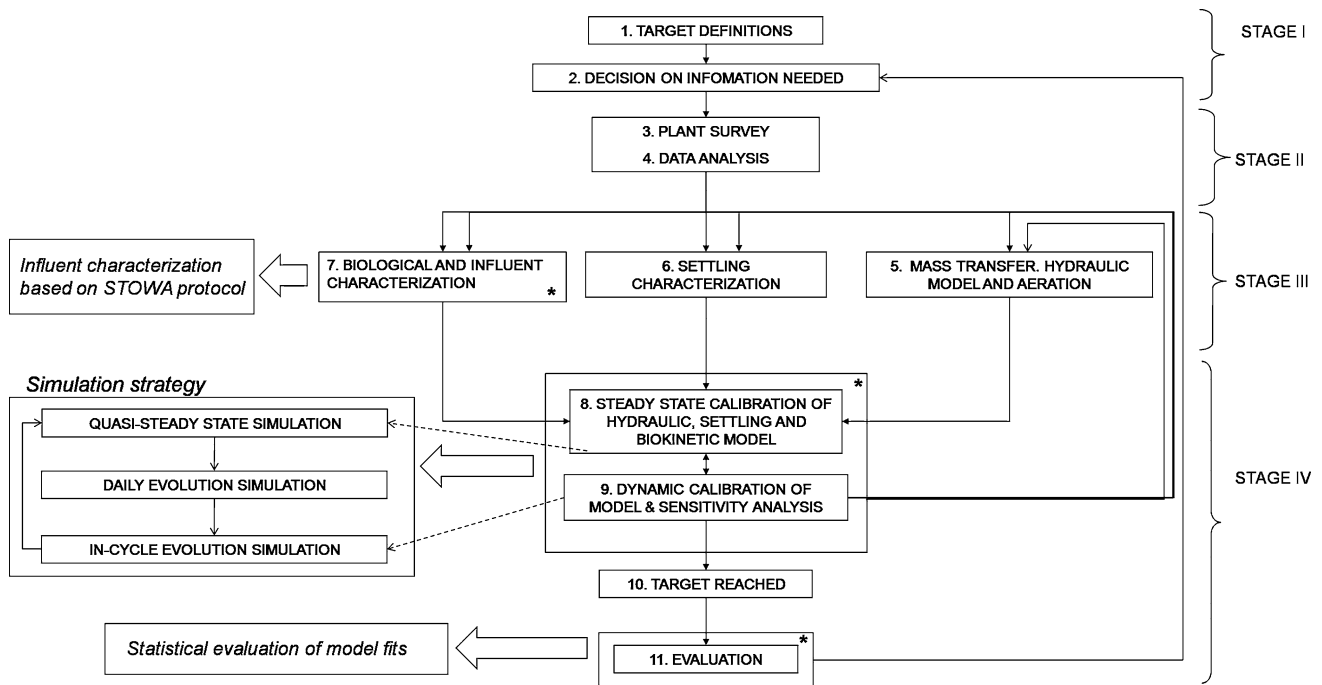 1. TARGET DEFINITIONS
STAGE I
2. DECISION ON INFOMATION NEEDED
3. PLANT SURVEY
4. DATA ANALYSIS
STAGE II
Influent characterization
based on STOWA protocol
7. BIOLOGICAL AND INFLUENT
CHARACTERIZATION
*
6. SETTLING
CHARACTERIZATION
5. MASS TRANSFER. HYDRAULIC
MODEL AND AERATION
STAGE III
Simulation strategy
QUASI-STEADY STATE SIMULATION
DAILY EVOLUTION SIMULATION
IN-CYCLE EVOLUTION SIMULATION
*
8. STEADY STATE CALIBRATION OF
HYDRAULIC, SETTLING AND
BIOKINETIC MODEL
9. DYNAMIC CALIBRATION OF
MODEL & SENSITIVITY ANALYSIS
STAGE IV
10. TARGET REACHED
Statistical evaluation of model fits
*
11. EVALUATION